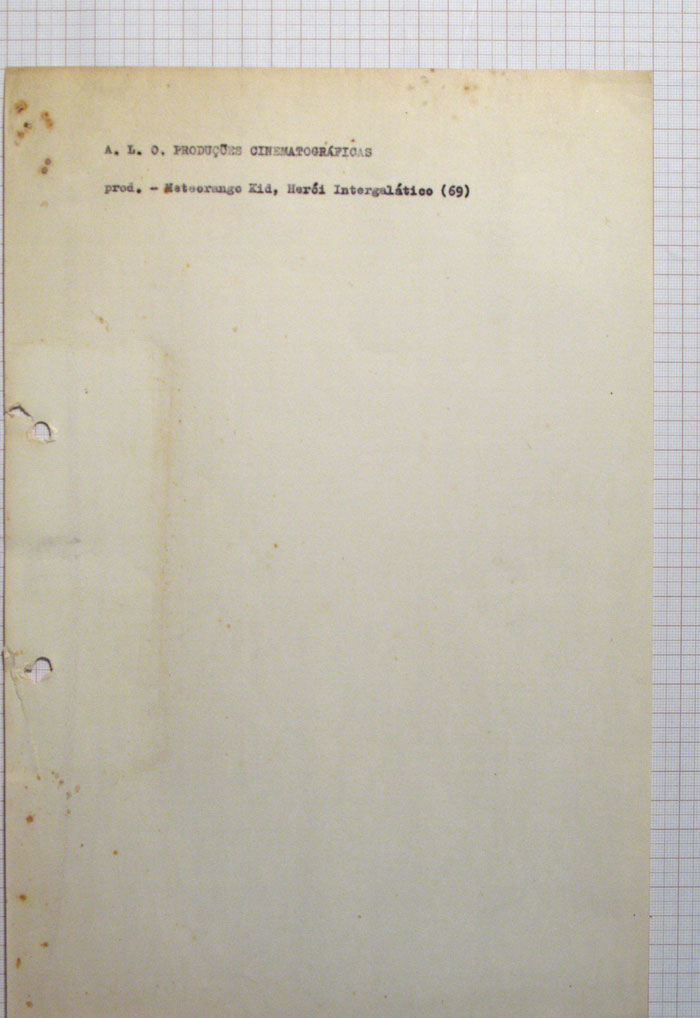 A. L. O. PRODUÇÕES CINEMATOGRÁFICAS
prod. - Meteorango Kid, Herói Intergalático (69)